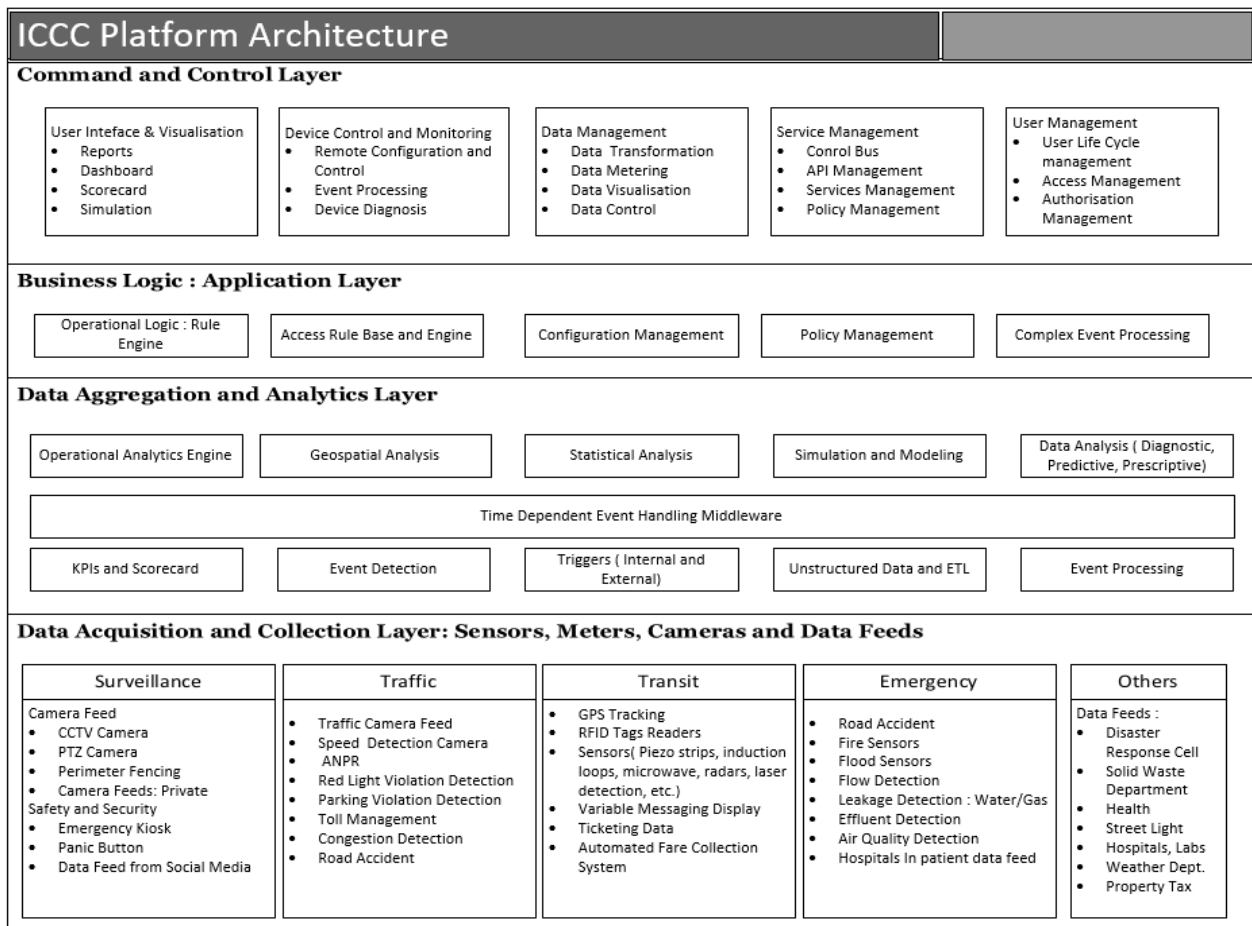 ICCC Platform Architecture
Command and Control Layer
User Inteface & Visualisation
• Reports
• Dashboard
• Scorecard
• Simulation
Device Control and Monitoring
• Remote Configuration and
Control
• Event Processing
• Device Diagnosis
Data Management
• Data Transformation
• Data Metering
• Data Visualisation
• Data Control
Service Management
• Conrol Bus
• API Management
• Services Management
• Policy Management
User Management
• User Life Cycle
management
• Access Management
• Authorisation
Management
Business Logic : Application Layer
Operational Logic : Rule
Engine
Access Rule Base and Engine
Configuration Management
Policy Management
Complex Event Processing
Data Aggregation and Analytics Layer
Operational Analytics Engine
Geospatial Analysis
Statistical Analysis
Simulation and Modeling
Data Analysis ( Diagnostic,
Predictive, Prescriptive)
Time Dependent Event Handling Middleware
KPIs and Scorecard
Event Detection
Triggers ( Internal and
External)
Unstructured Data and ETL
Event Processing
Data Acquisition and Collection Layer: Sensors, Meters, Cameras and Data Feeds
Surveillance
Camera Feed
• CCTV Camera
• PTZ Camera
• Perimeter Fencing
• Camera Feeds: Private
Safety and Security
• Emergency Kiosk
• Panic Button
• Data Feed from Social Media
Traffic
• Traffic Camera Feed
• Speed Detection Camera
• ANPR
• Red Light Violation Detection
• Parking Violation Detection
• Toll Management
• Congestion Detection
• Road Accident
Transit
• GPS Tracking
• RFID Tags Readers
• Sensors( Piezo strips, induction
loops, microwave, radars, laser
detection, etc.)
• Variable Messaging Display
• Ticketing Data
• Automated Fare Collection
System
Emergency
• Road Accident
• Fire Sensors
• Flood Sensors
• Flow Detection
• Leakage Detection : Water/Gas
• Effluent Detection
• Air Quality Detection
• Hospitals In patient data feed
Others
Data Feeds :
• Disaster
Response Cell
• Solid Waste
Department
• Health
• Street Light
• Hospitals, Labs
• Weather Dept.
• Property Tax